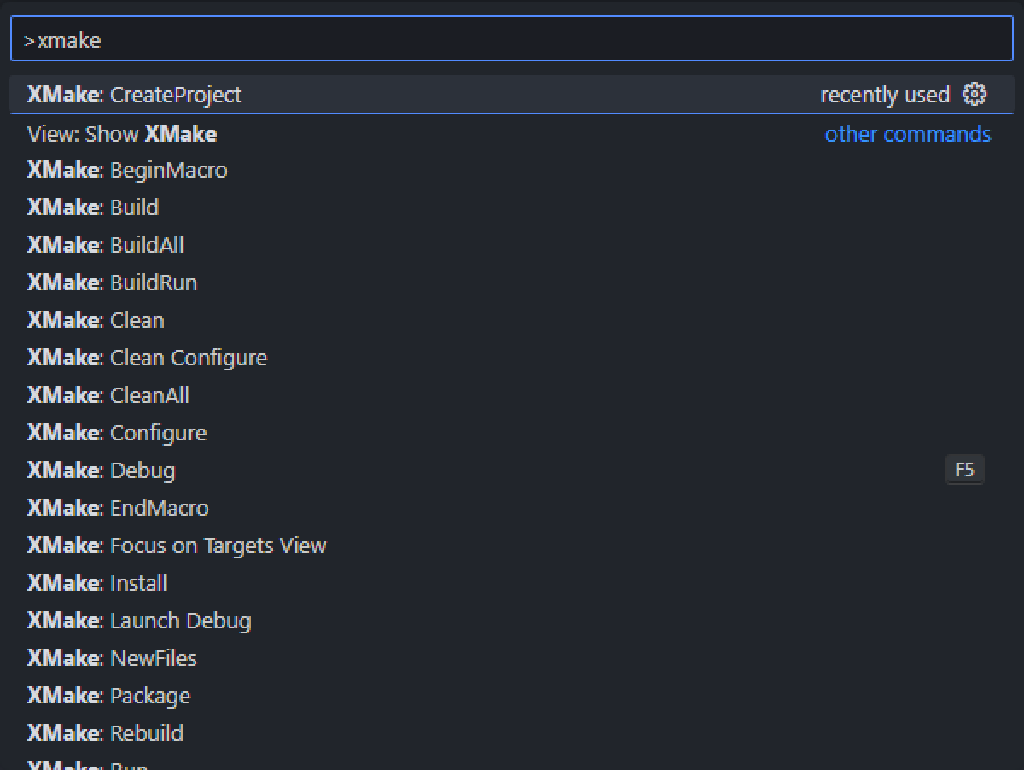 >xmake
XMake: CreateProject recently used
View: Show XMake other commands
XMake: BeginMacro
XMake: Build
XMake: BuildAll
XMake: BuildRun
XMake: Clean
XMake: Clean Configure
XMake: CleanAll
XMake: Configure
XMake: Debug F5
XMake: EndMacro
XMake: Focus on Targets View
XMake: Install
XMake: Launch Debug
XMake: NewFiles
XMake: Package
XMake: Rebuild
XMake: Run